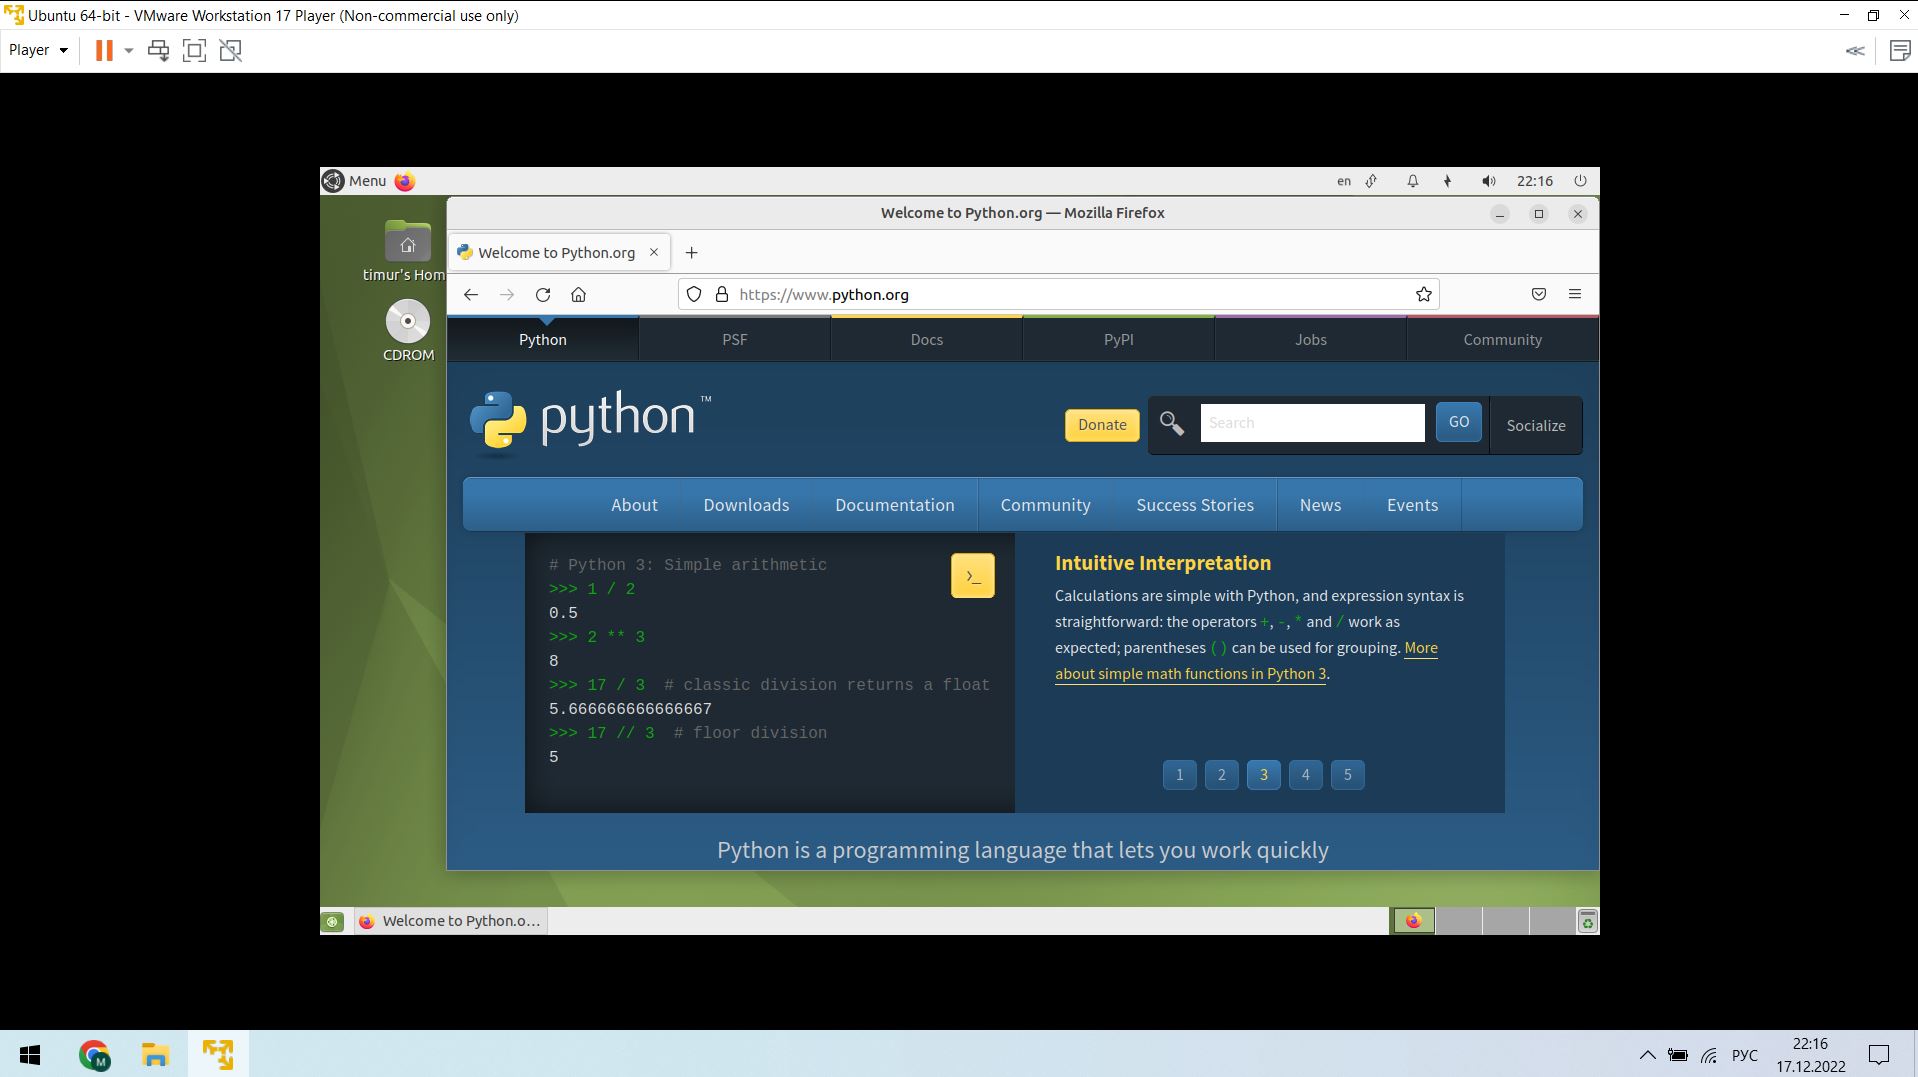 Ubuntu 64-bit - VMware Workstation 17 Player (Non-commercial use only)
Player
Menu
en
22:16
timur's Hom
CDROM
Welcome to Python.org — Mozilla Firefox
Welcome to Python.org
https://www.python.org
Python PSF Docs PyPI Jobs Community
python™
Donate
Search
GO
Socialize
About Downloads Documentation Community Success Stories News Events
# Python 3: Simple arithmetic
>>> 1 / 2
0.5
>>> 2 ** 3
8
>>> 17 / 3  # classic division returns a float
5.666666666666667
>>> 17 // 3  # floor division
5
>_
Intuitive Interpretation
Calculations are simple with Python, and expression syntax is
straightforward: the operators +, -, * and / work as
expected; parentheses () can be used for grouping. More
about simple math functions in Python 3.
1 2 3 4 5
Python is a programming language that lets you work quickly
Welcome to Python.o...
M
РУС
22:16
17.12.2022